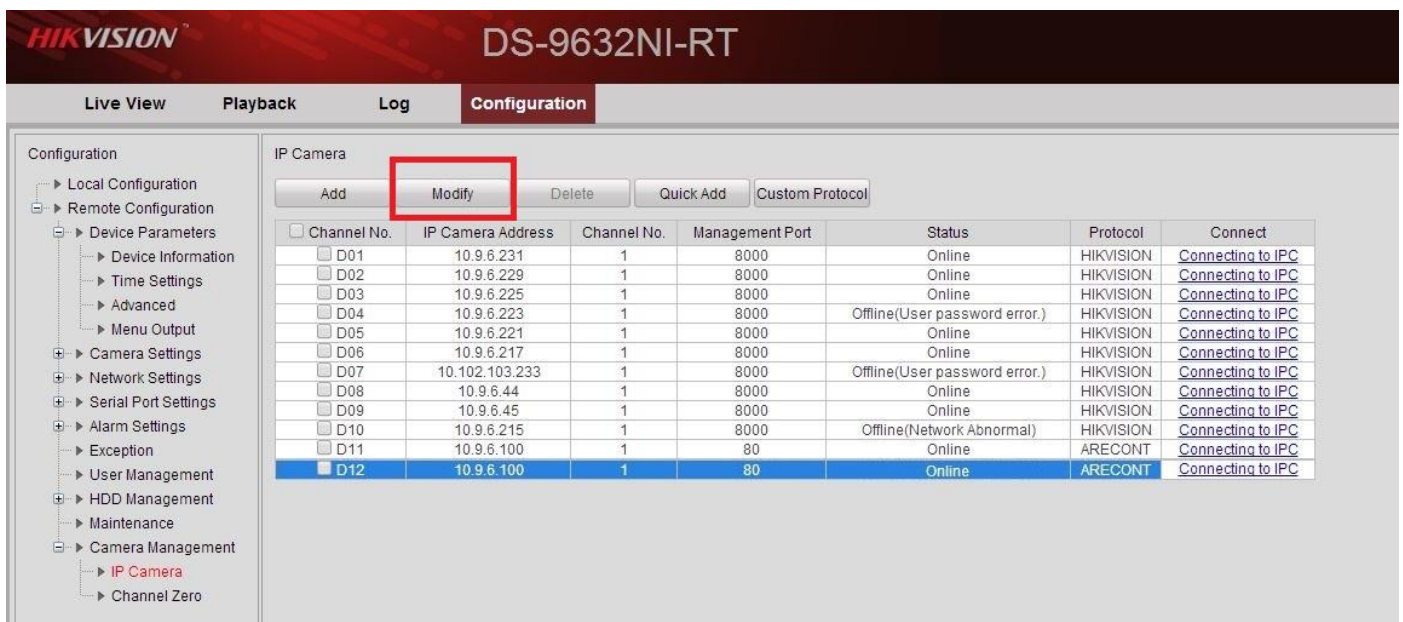 HIKVISION
DS-9632NI-RT
Live View Playback Log Configuration
Configuration
Local Configuration
Remote Configuration
Device Parameters
Device Information
Time Settings
Advanced
Menu Output
Camera Settings
Network Settings
Serial Port Settings
Alarm Settings
Exception
User Management
HDD Management
Maintenance
Camera Management
IP Camera
Channel Zero
IP Camera
Add Modify Delete Quick Add Custom Protocol
Channel No. IP Camera Address Channel No. Management Port Status Protocol Connect
D01 10.9.6.231 1 8000 Online HIKVISION Connecting to IPC
D02 10.9.6.229 1 8000 Online HIKVISION Connecting to IPC
D03 10.9.6.225 1 8000 Online HIKVISION Connecting to IPC
D04 10.9.6.223 1 8000 Offline(User password error.) HIKVISION Connecting to IPC
D05 10.9.6.221 1 8000 Online HIKVISION Connecting to IPC
D06 10.9.6.217 1 8000 Online HIKVISION Connecting to IPC
D07 10.102.103.233 1 8000 Offline(User password error.) HIKVISION Connecting to IPC
D08 10.9.6.44 1 8000 Online HIKVISION Connecting to IPC
D09 10.9.6.45 1 8000 Online HIKVISION Connecting to IPC
D10 10.9.6.215 1 8000 Offline(Network Abnormal) HIKVISION Connecting to IPC
D11 10.9.6.100 1 80 Online ARECONT Connecting to IPC
D12 10.9.6.100 1 80 Online ARECONT Connecting to IPC